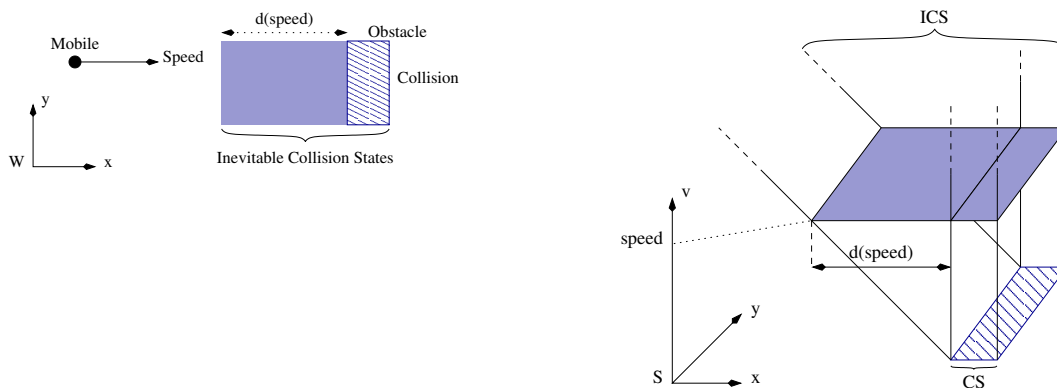 d(speed)
Obstacle
Mobile
Speed
Collision
y
W
x
Inevitable Collision States
ICS
v
speed
d(speed)
y
S
x
CS